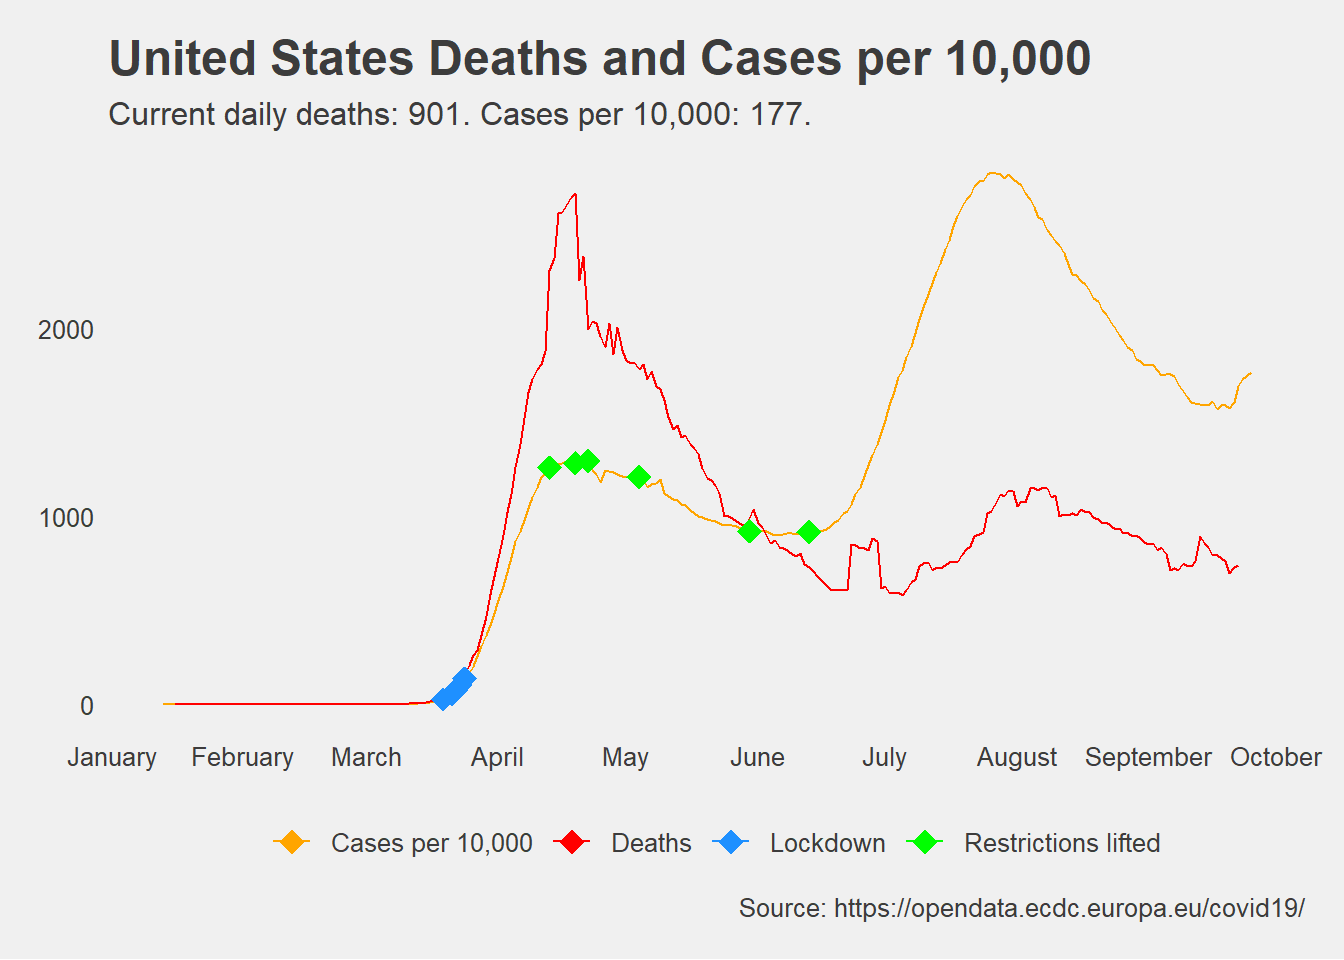 United States Deaths and Cases per 10,000
Current daily deaths: 901. Cases per 10,000: 177.
2000
1000
0
January February March April May June July August September October
Cases per 10,000 Deaths Lockdown Restrictions lifted
Source: https://opendata.ecdc.europa.eu/covid19/